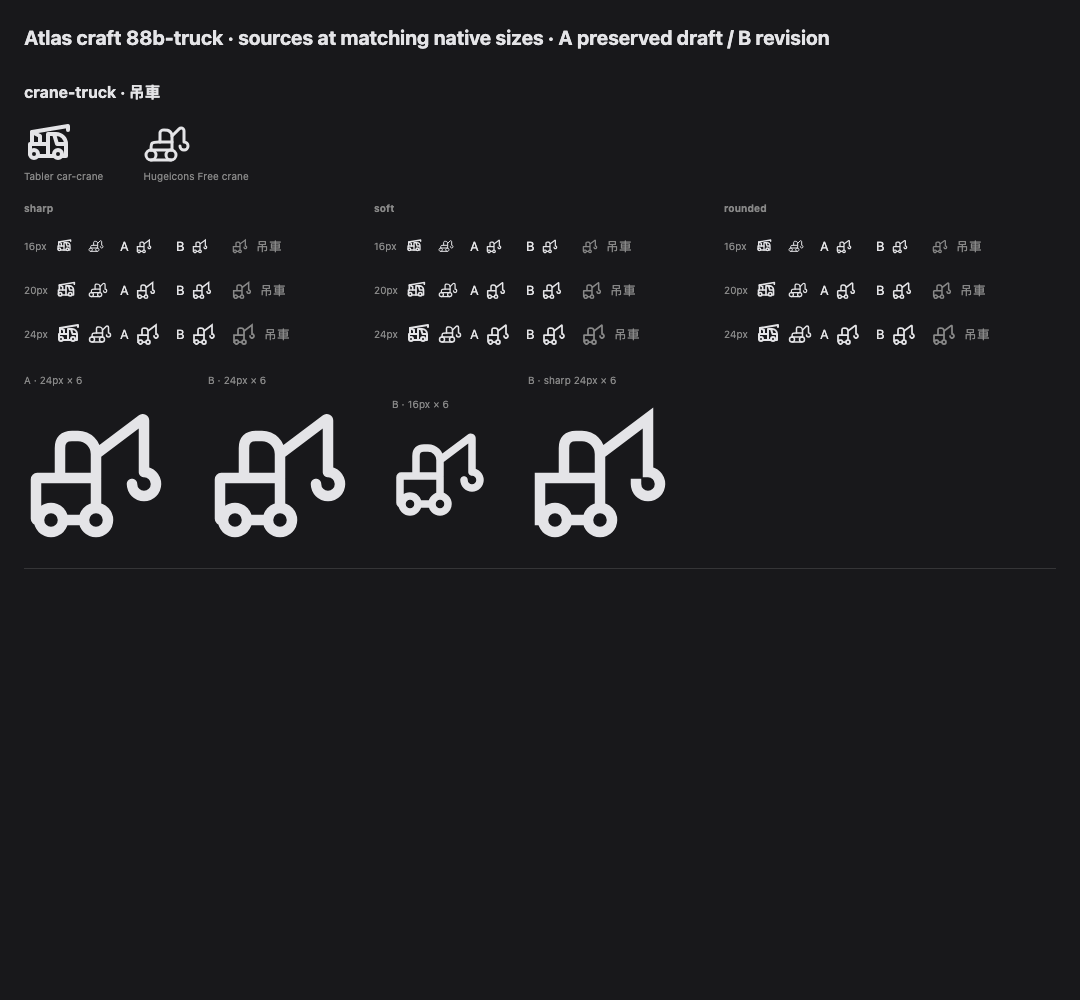 Atlas craft 88b-truck · sources at matching native sizes · A preserved draft / B revision
crane-truck · 吊車
Tabler car-crane
Hugeicons Free crane
sharp
soft
rounded
16px A B 吊車
16px A B 吊車
16px A B 吊車
20px A B 吊車
20px A B 吊車
20px A B 吊車
24px A B 吊車
24px A B 吊車
24px A B 吊車
A · 24px × 6
B · 24px × 6
B · 16px × 6
B · sharp 24px × 6